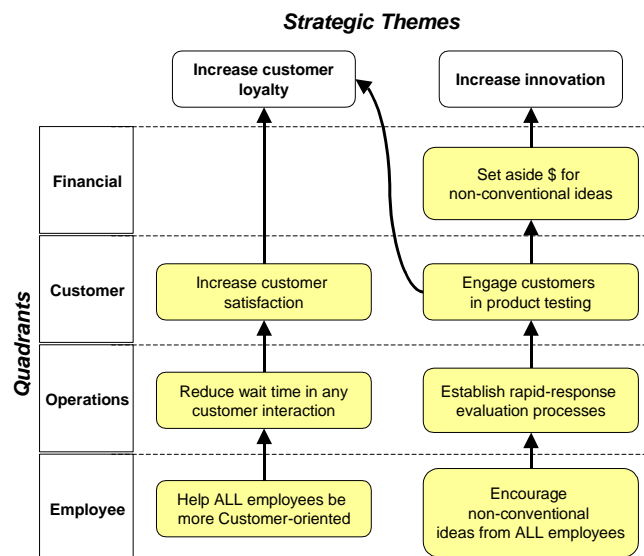 Strategic Themes
Increase customer
loyalty
Increase innovation
Quadrants
Financial
Set aside $ for
non-conventional ideas
Customer
Increase customer
satisfaction
Engage customers
in product testing
Operations
Reduce wait time in any
customer interaction
Establish rapid-response
evaluation processes
Employee
Help ALL employees be
more Customer-oriented
Encourage
non-conventional
ideas from ALL employees